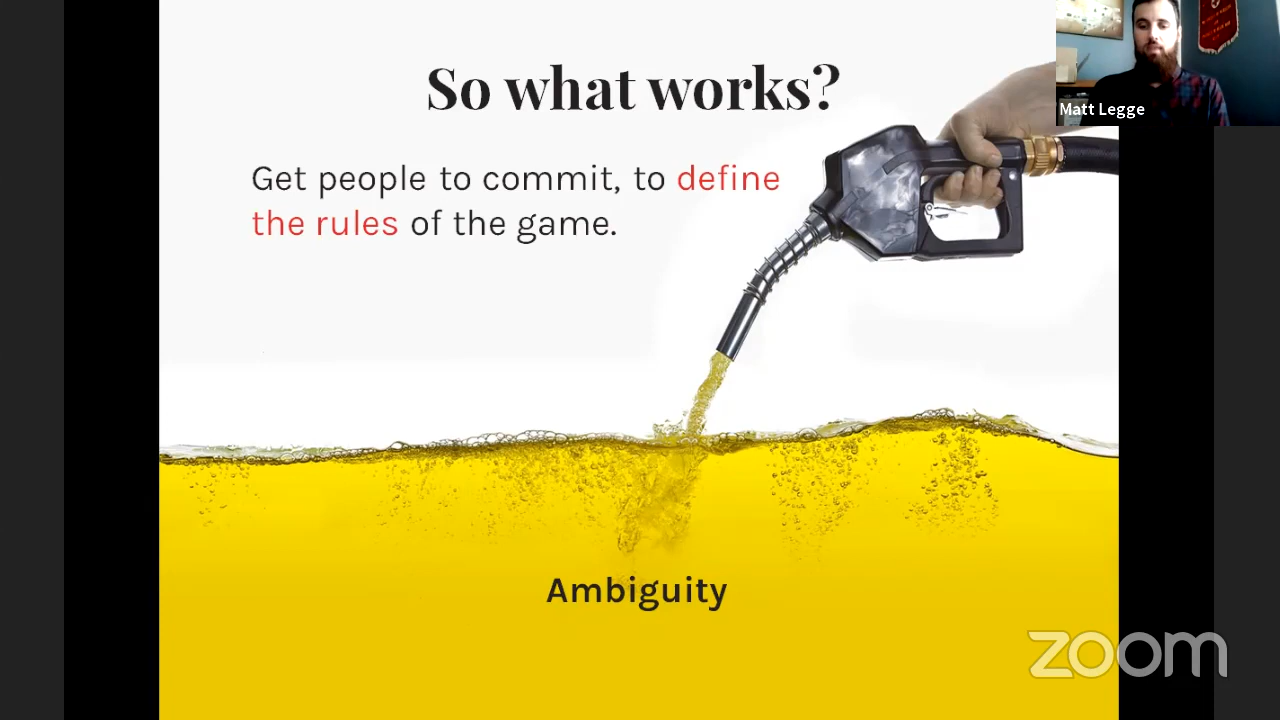 So what works?
Get people to commit, to define
the rules of the game.
Matt Legge
Ambiguity
zoom